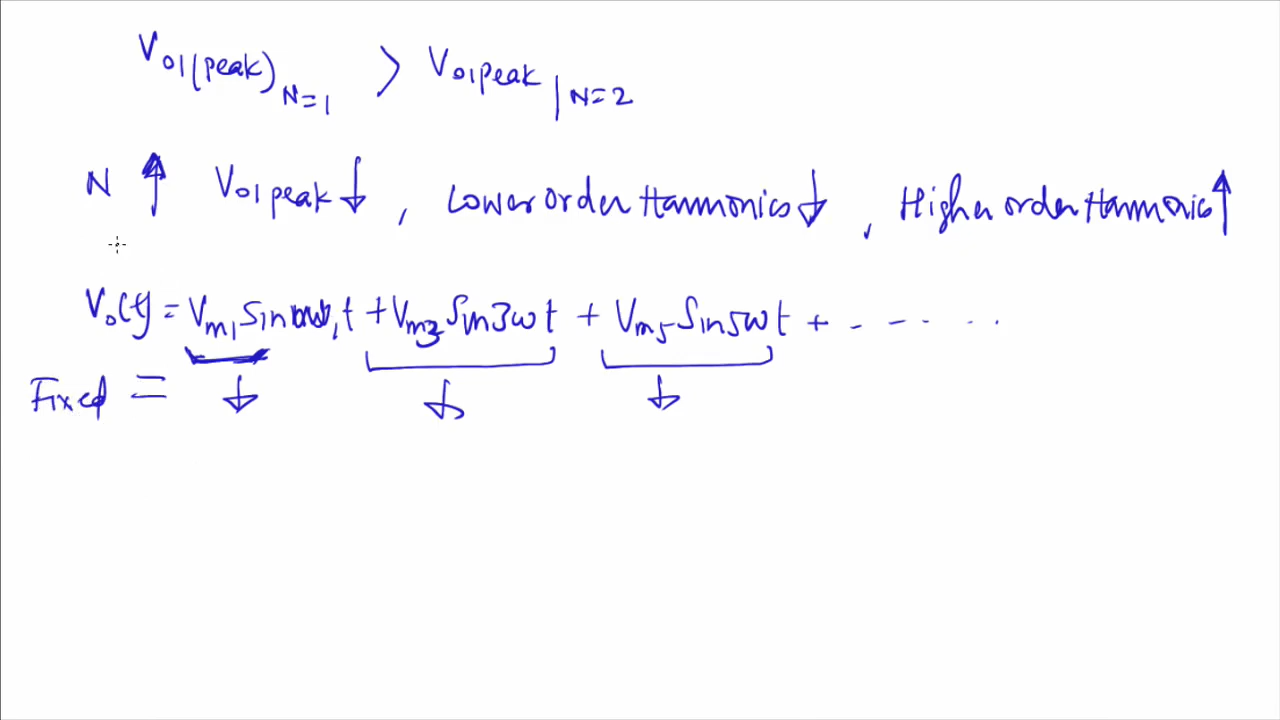 V01(peak)N=1 > V01peak|N=2
N ↑ V01peak ↓ , Lower order Harmonics ↓ , Higher order Harmonics ↑
Vo(t) = Vm1 Sin ω1t + Vm3 Sin3ωt + Vm5 Sin5ωt + - - - . . .
Fixed = ↓ ↓ ↓